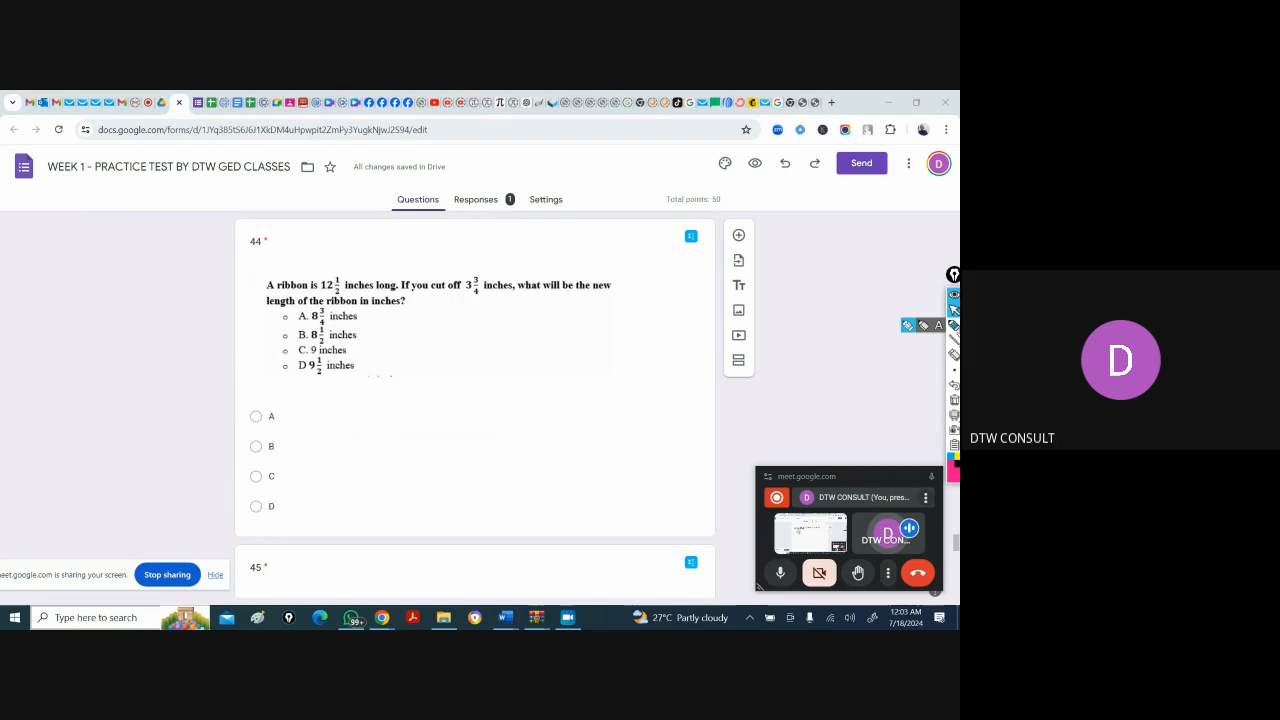 docs.google.com/forms/d/1JYq385tS6J6J1XkDM4uHpwpit2ZmPy3YugkNjwJ2S94/edit
WEEK 1 - PRACTICE TEST BY DTW GED CLASSES
All changes saved in Drive
Send
D
Questions
Responses
1
Settings
Total points: 50
44 *
A ribbon is 12 1/2 inches long. If you cut off 3 3/4 inches, what will be the new
length of the ribbon in inches?
A. 8 3/4 inches
B. 8 1/2 inches
C. 9 inches
D 9 1/2 inches
A
B
C
D
45 *
meet.google.com
DTW CONSULT (You, pres...
D
DTW CON...
eet.google.com is sharing your screen.
Stop sharing
Hide
Type here to search
99+
27°C Partly cloudy
12:03 AM
7/18/2024
D
DTW CONSULT